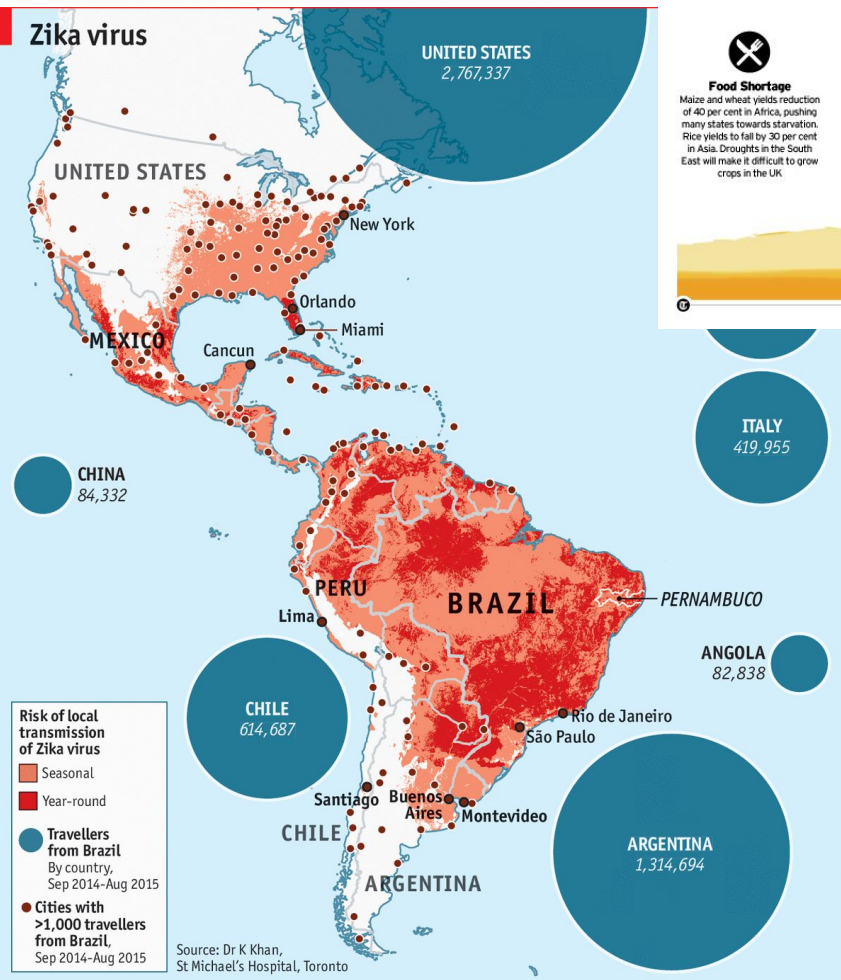 Zika virus
UNITED STATES
2,767,337
Food Shortage
Maize and wheat yields reduction
of 40 per cent in Africa, pushing
many states towards starvation.
Rice yields to fall by 30 per cent
in Asia. Droughts in the South
East will make it difficult to grow
crops in the UK
UNITED STATES
New York
Orlando
Miami
MEXICO
Cancun
ITALY
419,955
CHINA
84,332
PERU
BRAZIL
PERNAMBUCO
Lima
ANGOLA
82,838
CHILE
614,687
Rio de Janeiro
São Paulo
Santiago
Buenos
Aires
Montevideo
CHILE
ARGENTINA
ARGENTINA
1,314,694
Risk of local
transmission
of Zika virus
Seasonal
Year-round
Travellers
from Brazil
By country,
Sep 2014-Aug 2015
Cities with
>1,000 travellers
from Brazil,
Sep 2014-Aug 2015
Source: Dr K Khan,
St Michael's Hospital, Toronto